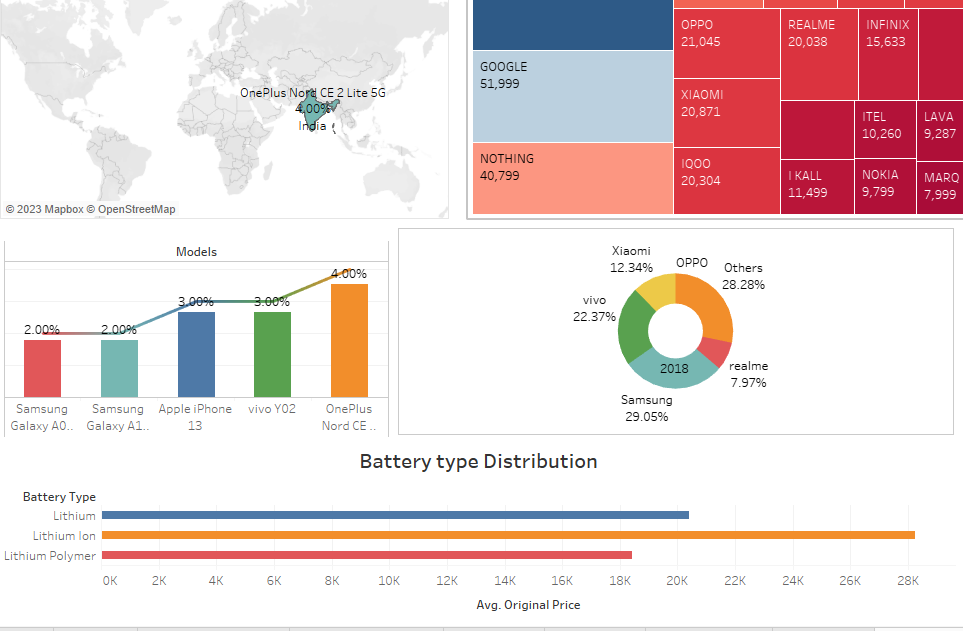 OnePlus Nord CE 2 Lite 5G
4.00%
India
© 2023 Mapbox © OpenStreetMap
GOOGLE
51,999
NOTHING
40,799
OPPO
21,045
XIAOMI
20,871
IQOO
20,304
REALME
20,038
INFINIX
15,633
I KALL
11,499
ITEL
10,260
NOKIA
9,799
LAVA
9,287
MARQ
7,999
Models
2.00%
2.00%
3.00%
3.00%
4.00%
Samsung
Galaxy A0..
Samsung
Galaxy A1..
Apple iPhone
13
vivo Y02
OnePlus
Nord CE ..
Xiaomi
12.34%
OPPO
Others
28.28%
vivo
22.37%
2018
realme
7.97%
Samsung
29.05%
Battery type Distribution
Battery Type
Lithium
Lithium Ion
Lithium Polymer
0K 2K 4K 6K 8K 10K 12K 14K 16K 18K 20K 22K 24K 26K 28K
Avg. Original Price